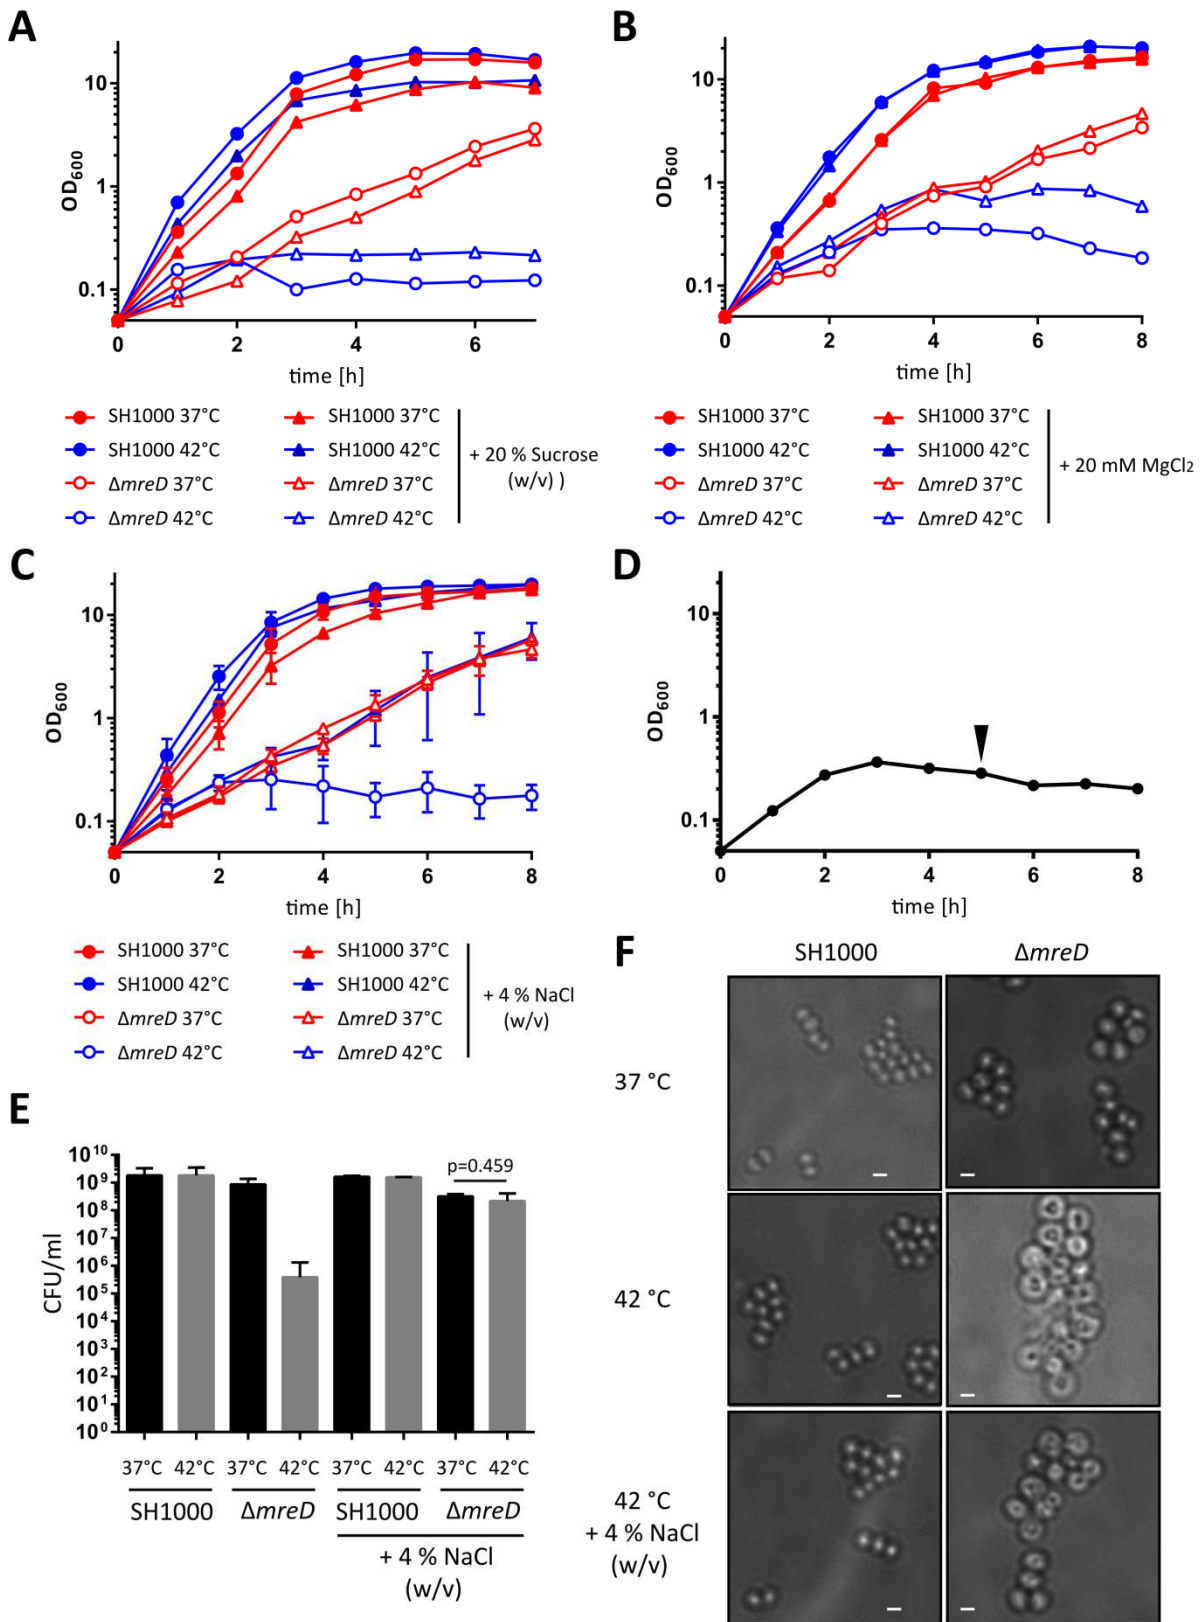 A
OD600
10
1
0.1
0 2 4 6
time [h]
SH1000 37°C
SH1000 42°C
ΔmreD 37°C
ΔmreD 42°C
SH1000 37°C
SH1000 42°C
ΔmreD 37°C
ΔmreD 42°C
+ 20 % Sucrose
(w/v) )
B
OD600
10
1
0.1
0 2 4 6 8
time [h]
SH1000 37°C
SH1000 42°C
ΔmreD 37°C
ΔmreD 42°C
SH1000 37°C
SH1000 42°C
ΔmreD 37°C
ΔmreD 42°C
+ 20 mM MgCl2
C
OD600
10
1
0.1
0 2 4 6 8
time [h]
SH1000 37°C
SH1000 42°C
ΔmreD 37°C
ΔmreD 42°C
SH1000 37°C
SH1000 42°C
ΔmreD 37°C
ΔmreD 42°C
+ 4 % NaCl
(w/v)
D
OD600
10
1
0.1
0 2 4 6 8
time [h]
E
CFU/ml
10^10
10^9
10^8
10^7
10^6
10^5
10^4
10^3
10^2
10^1
10^0
p=0.459
37°C 42°C 37°C 42°C 37°C 42°C 37°C 42°C
SH1000 ΔmreD SH1000 ΔmreD
+ 4 % NaCl
(w/v)
F
SH1000 ΔmreD
37 °C
42 °C
42 °C
+ 4 % NaCl
(w/v)